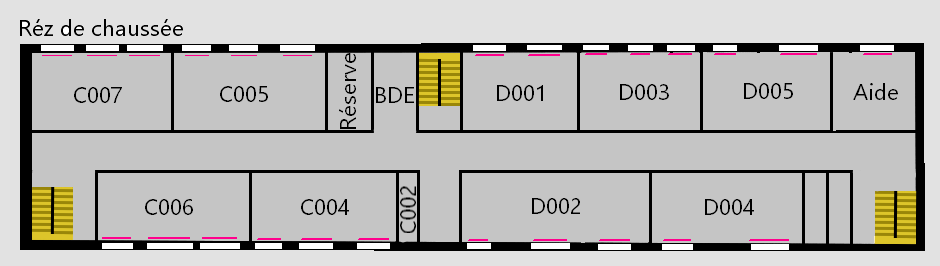 Réz de chaussée
C007
C005
Réserve
BDE
D001
D003
D005
Aide
C006
C004
C002
D002
D004